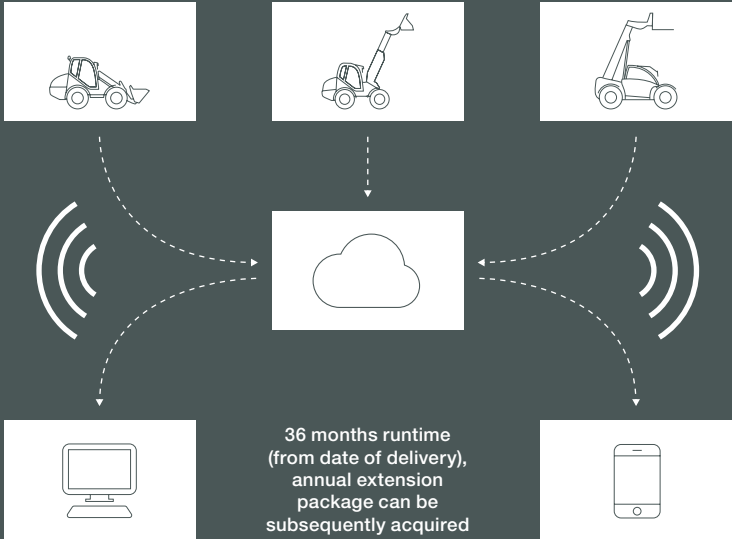 36 months runtime
(from date of delivery),
annual extension
package can be
subsequently acquired